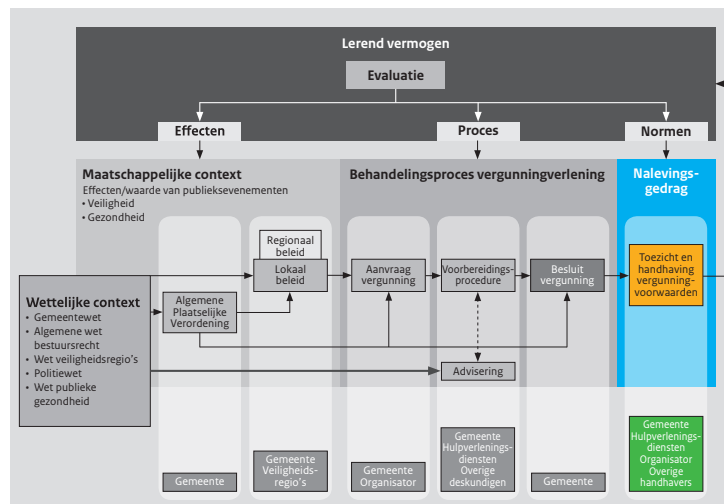 Lerend vermogen
Evaluatie
Effecten
Proces
Normen
Maatschappelijke context
Effecten/waarde van publieksevenementen
• Veiligheid
• Gezondheid
Behandelingsproces vergunningverlening
Nalevings-
gedrag
Regionaal
beleid
Lokaal
beleid
Aanvraag
vergunning
Voorbereidings-
procedure
Besluit
vergunning
Toezicht en
handhaving
vergunning-
voorwaarden
Wettelijke context
• Gemeentewet
• Algemene wet
bestuursrecht
• Wet veiligheidsregio's
• Politiewet
• Wet publieke
gezondheid
Algemene
Plaatselijke
Verordening
Advisering
Gemeente
Gemeente
Veiligheids-
regio's
Gemeente
Organisator
Gemeente
Hulpverlenings-
diensten
Overige
deskundigen
Gemeente
Gemeente
Hulpverlenings-
diensten
Organisator
Overige
handhavers